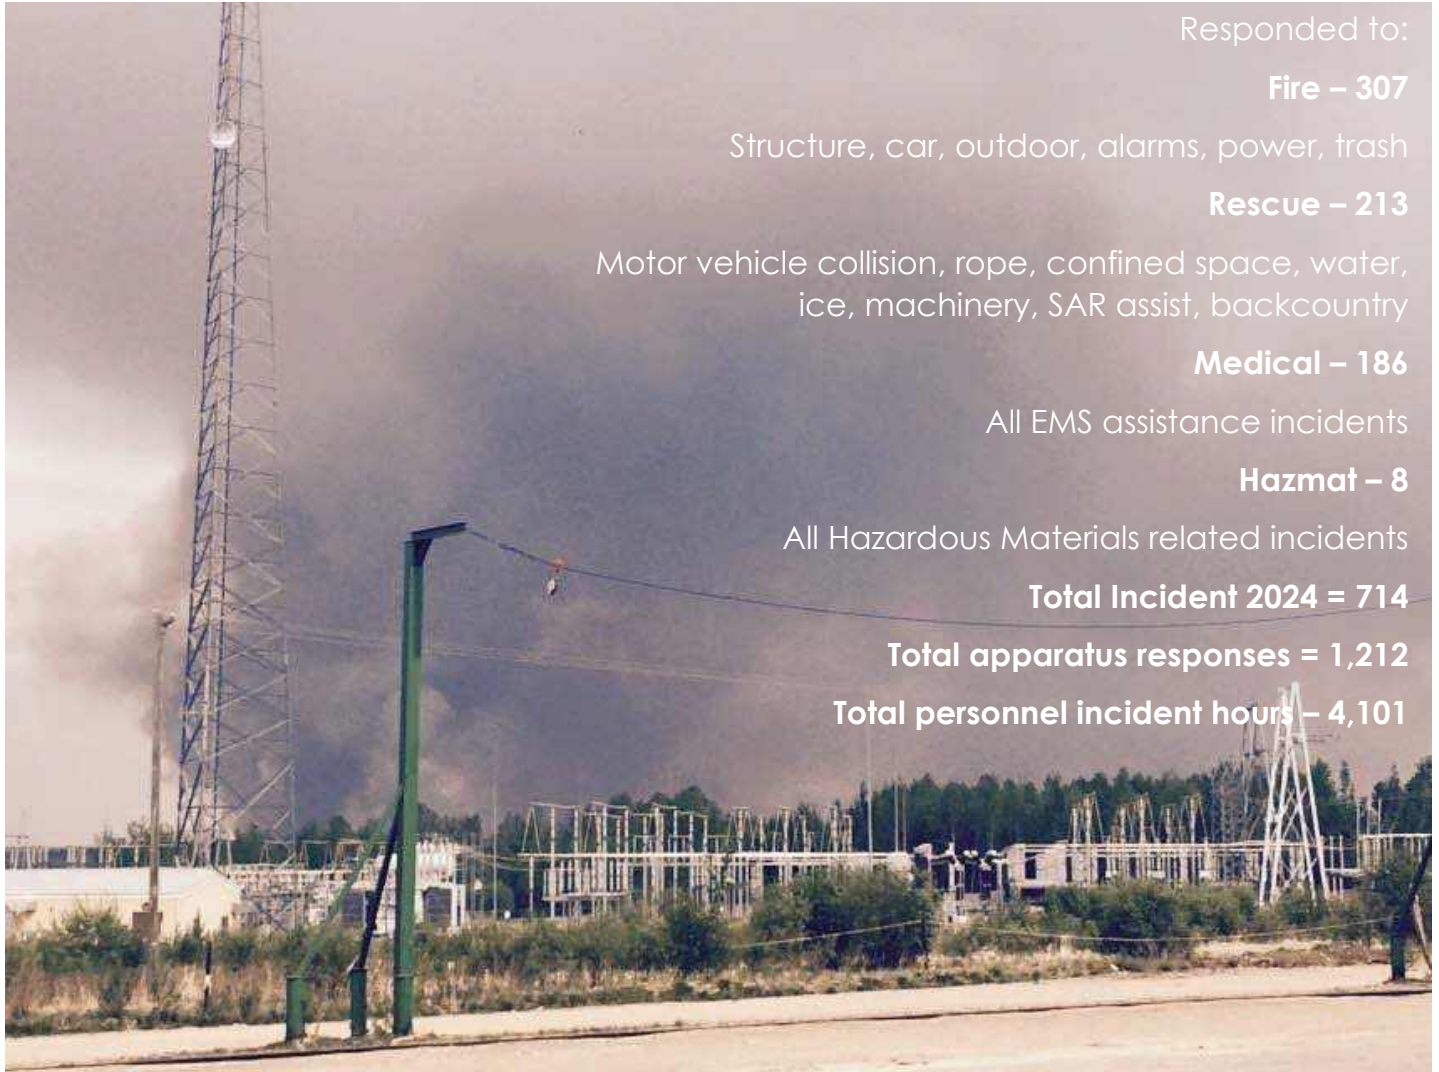 Responded to:
Fire – 307
Structure, car, outdoor, alarms, power, trash
Rescue – 213
Motor vehicle collision, rope, confined space, water,
ice, machinery, SAR assist, backcountry
Medical – 186
All EMS assistance incidents
Hazmat – 8
All Hazardous Materials related incidents
Total Incident 2024 = 714
Total apparatus responses = 1,212
Total personnel incident hours – 4,101